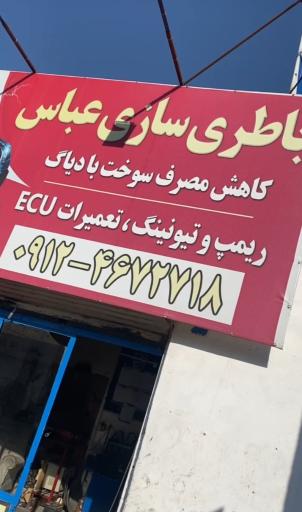 باطری سازی عباس
کاهش مصرف سوخت با دیاگ
ریمپ و تیونینگ ، تعمیرات ECU
۰۹۱۲-۴۶۷۲۷۱۸